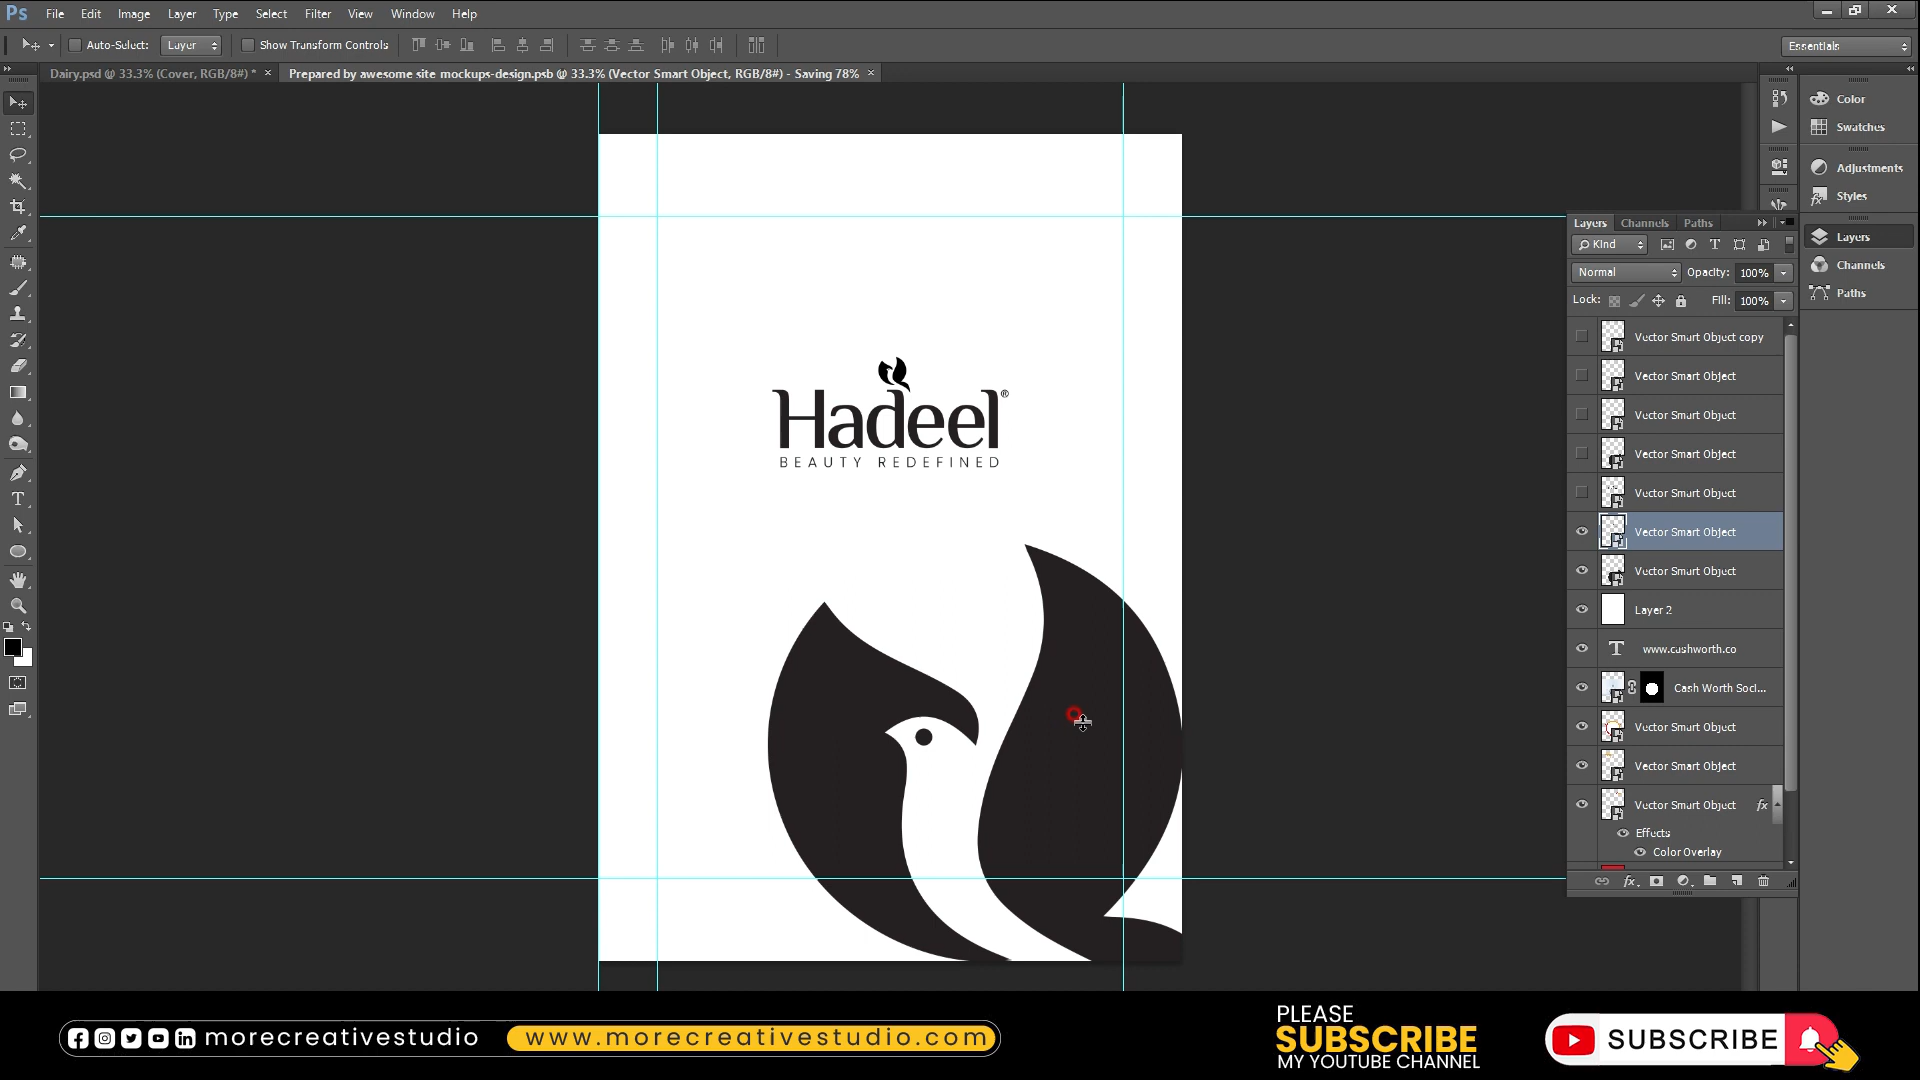 Ps File Edit Image Layer Type Select Filter View Window Help
Auto-Select: Layer Show Transform Controls Essentials
Dairy.psd @ 33.3% (Cover, RGB/8#) * × Prepared by awesome site mockups-design.psb @ 33.3% (Vector Smart Object, RGB/8#) - Saving 78% ×
Color
Swatches
Adjustments
Styles
Layers
Channels
Paths
Layers Channels Paths
Kind
Normal Opacity: 100%
Lock: Fill: 100%
Vector Smart Object copy
Vector Smart Object
Vector Smart Object
Vector Smart Object
Vector Smart Object
Vector Smart Object
Vector Smart Object
Layer 2
www.cashworth.co
Cash Worth Soci...
Vector Smart Object
Vector Smart Object
Vector Smart Object fx
Effects
Color Overlay
Hadeel®
BEAUTY REDEFINED
morecreativestudio
www.morecreativestudio.com
PLEASE
SUBSCRIBE
MY YOUTUBE CHANNEL
SUBSCRIBE